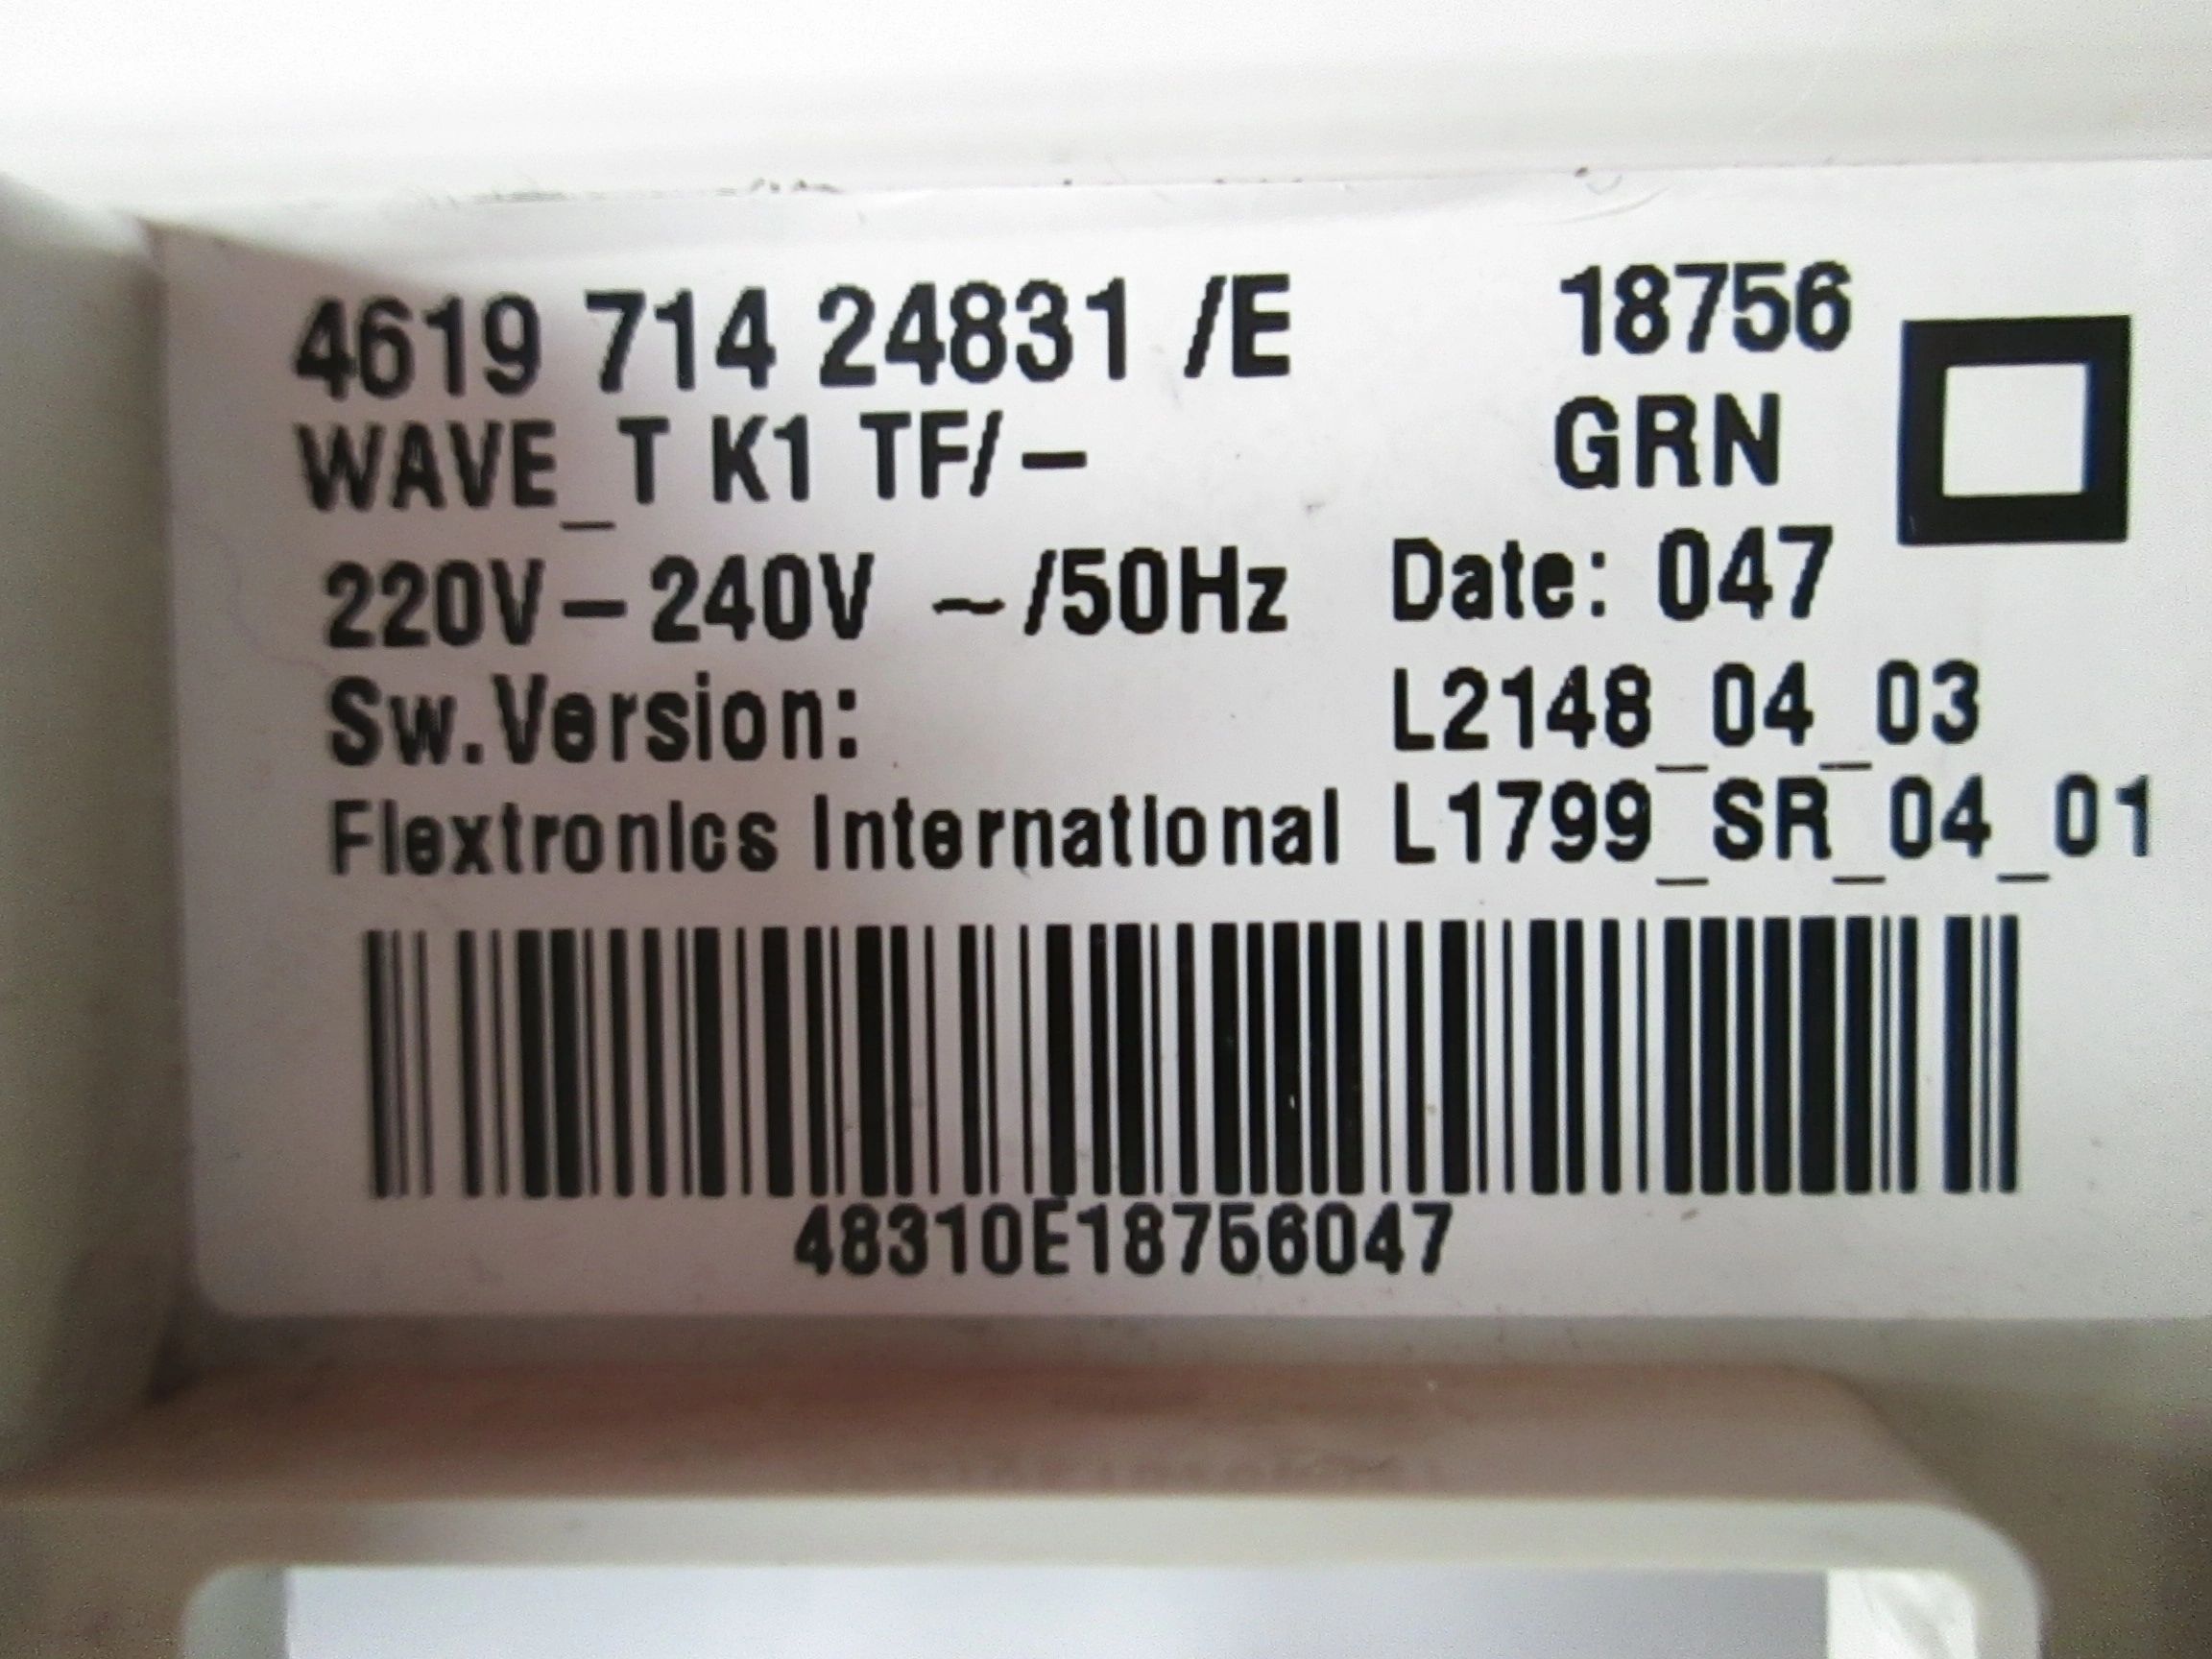 4619 714 24831 /E 18756
WAVE_T K1 TF/- GRN
220V-240V ~/50Hz Date: 047
Sw.Version: L2148_04_03
Flextronics International L1799_SR_04_01
48310E18756047